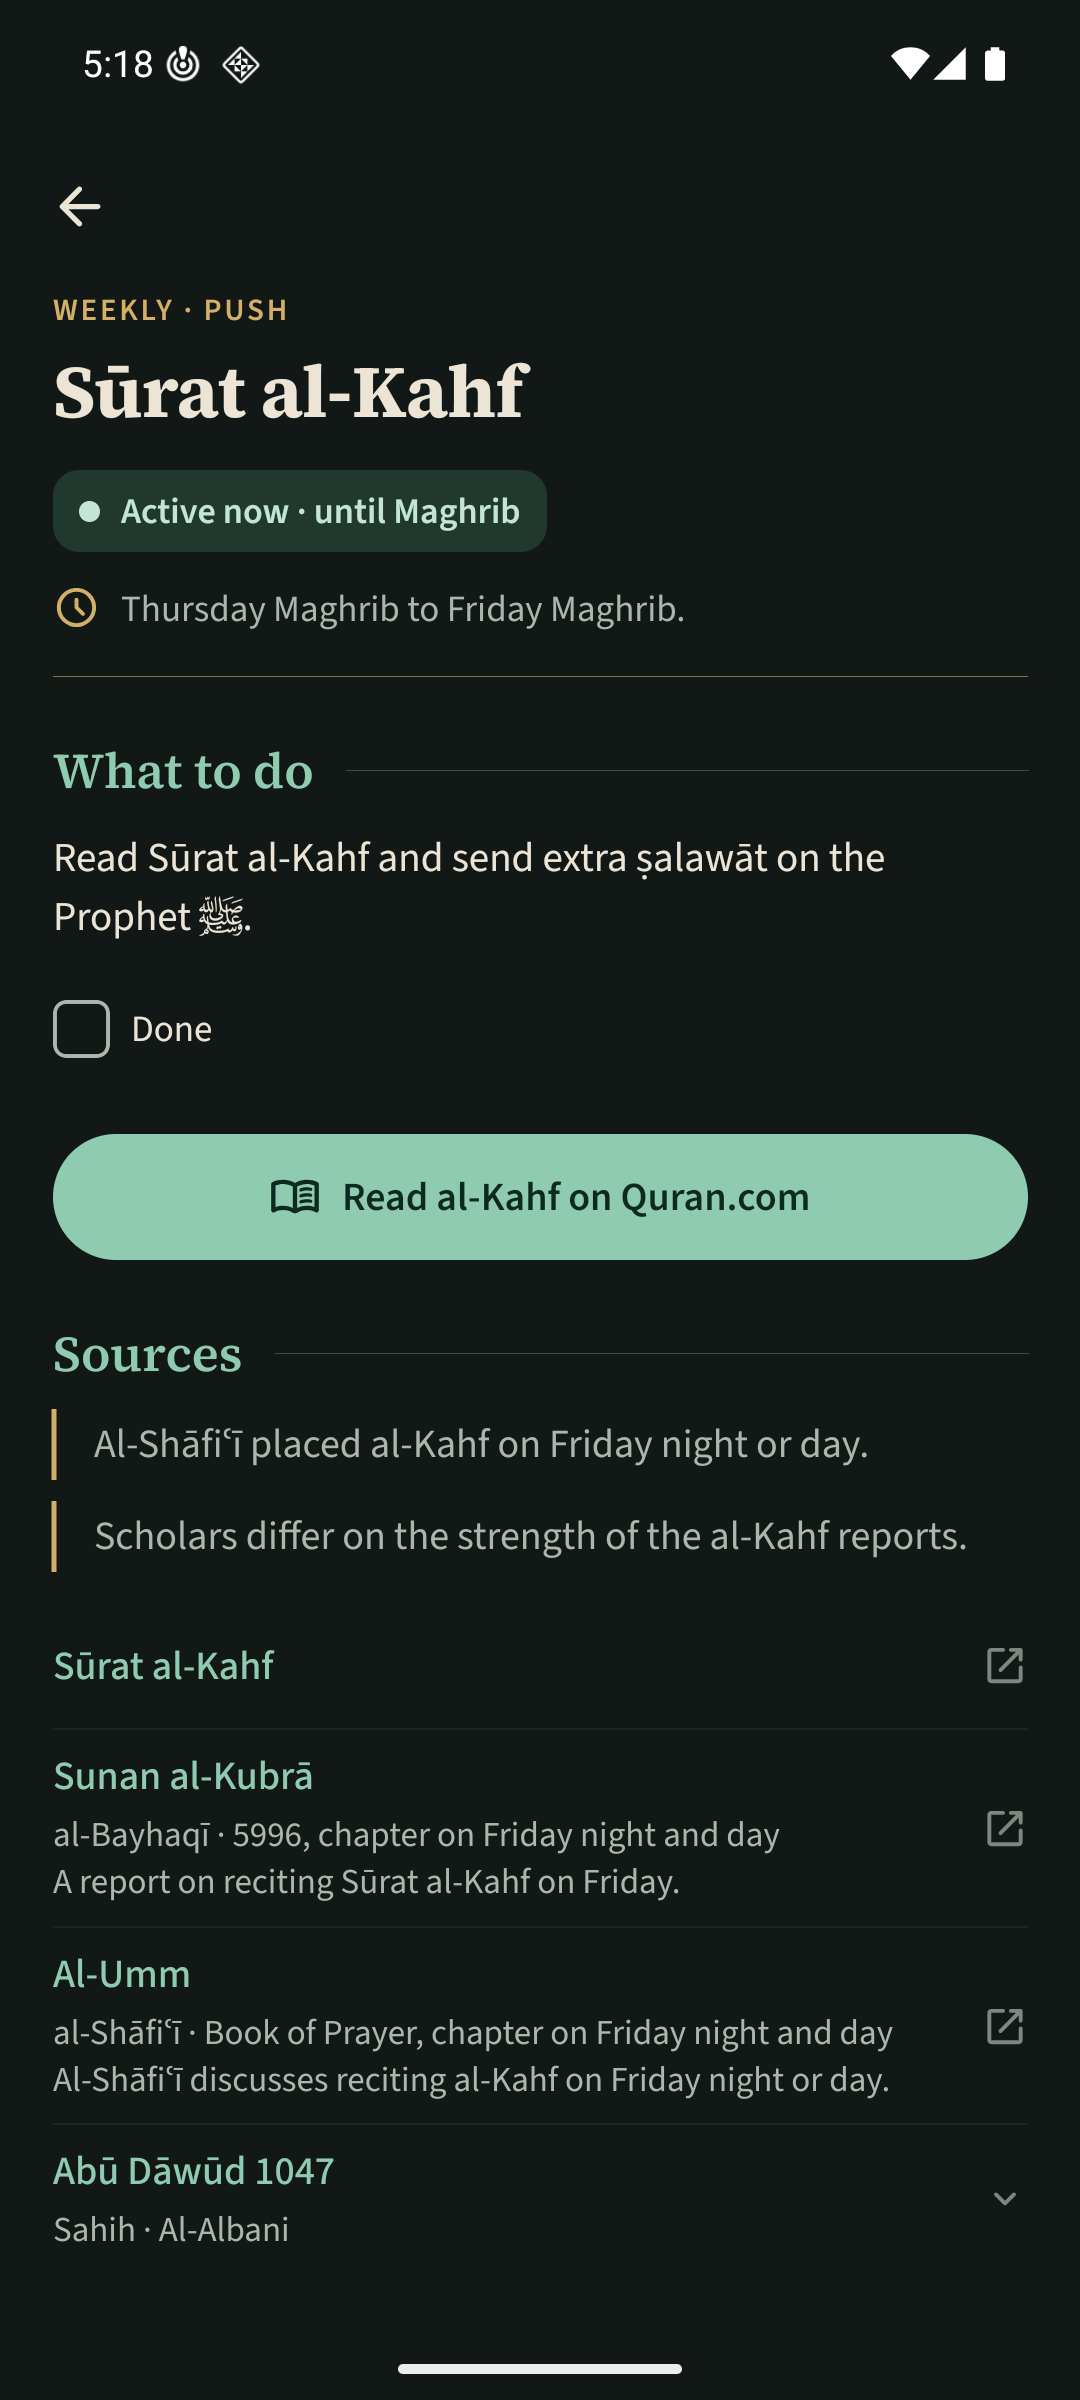 5:18
WEEKLY · PUSH
Sūrat al-Kahf
Active now · until Maghrib
Thursday Maghrib to Friday Maghrib.
What to do
Read Sūrat al-Kahf and send extra ṣalawāt on the
Prophet ﷺ.
Done
Read al-Kahf on Quran.com
Sources
Al-Shāfiʿī placed al-Kahf on Friday night or day.
Scholars differ on the strength of the al-Kahf reports.
Sūrat al-Kahf
Sunan al-Kubrā
al-Bayhaqī · 5996, chapter on Friday night and day
A report on reciting Sūrat al-Kahf on Friday.
Al-Umm
al-Shāfiʿī · Book of Prayer, chapter on Friday night and day
Al-Shāfiʿī discusses reciting al-Kahf on Friday night or day.
Abū Dāwūd 1047
Sahih · Al-Albani